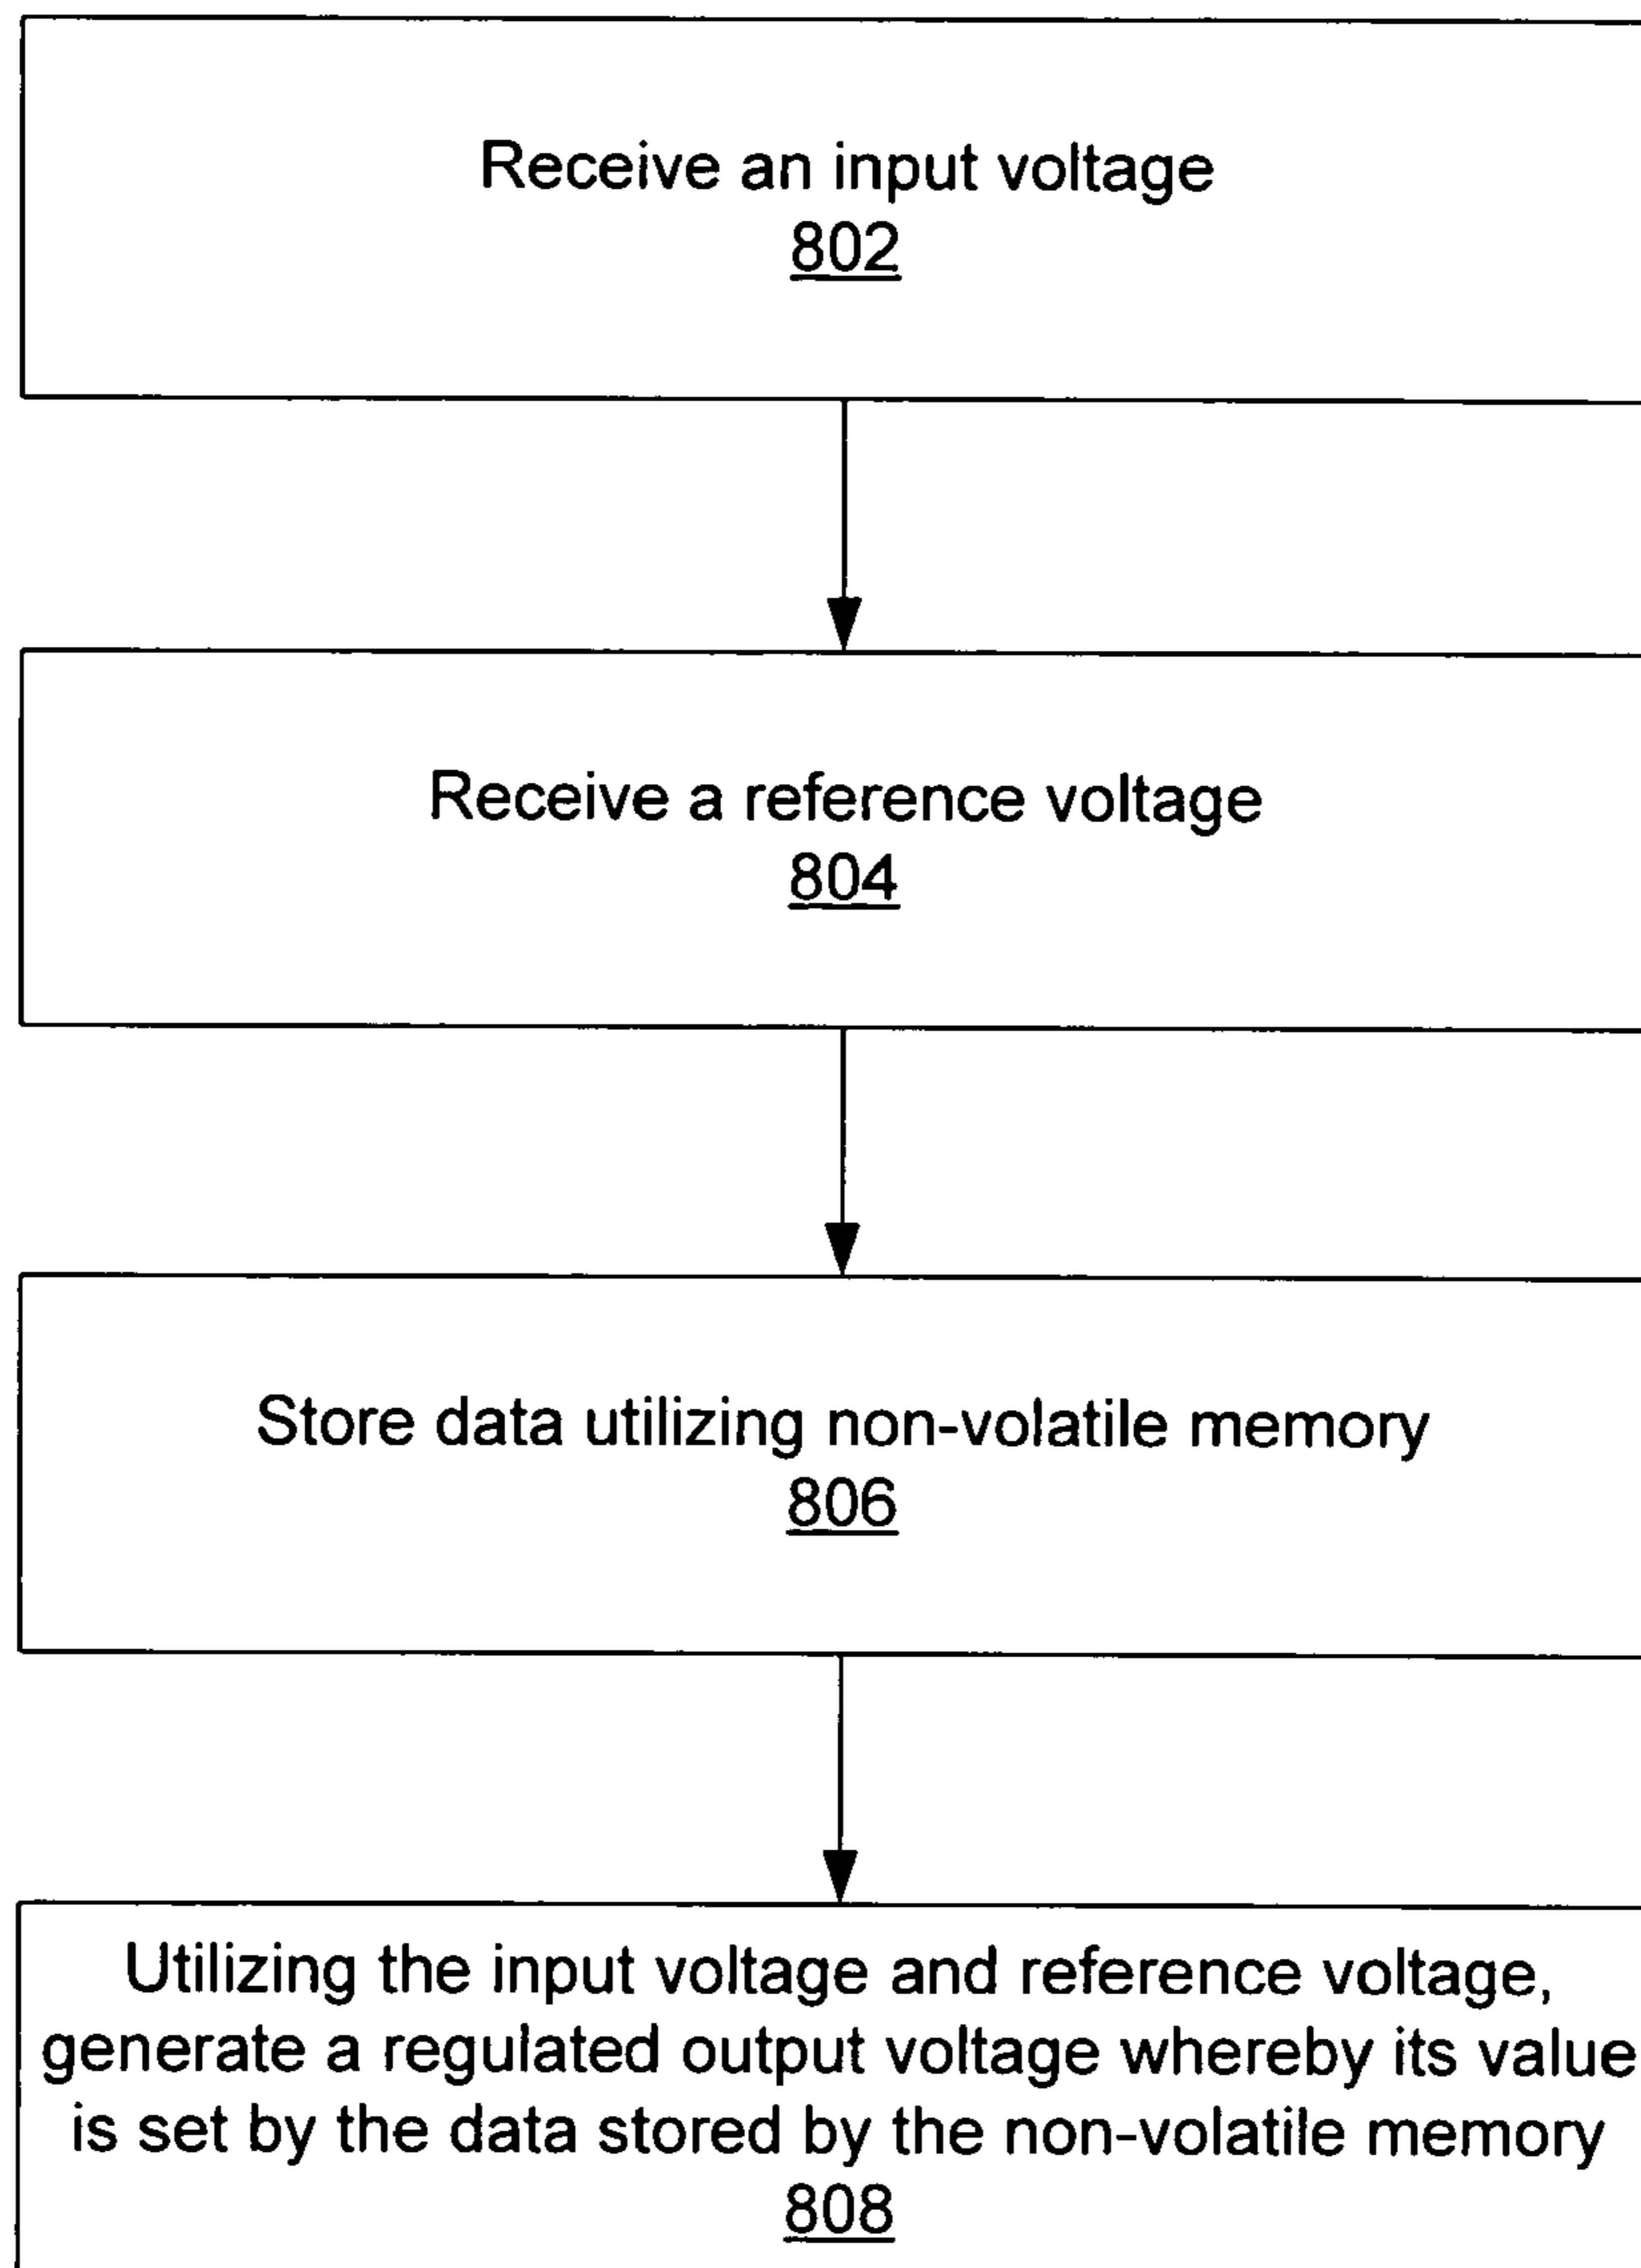 Receive an input voltage
802
Receive a reference voltage
804
Store data utilizing non-volatile memory
806
Utilizing the input voltage and reference voltage,
generate a regulated output voltage whereby its value
is set by the data stored by the non-volatile memory
808